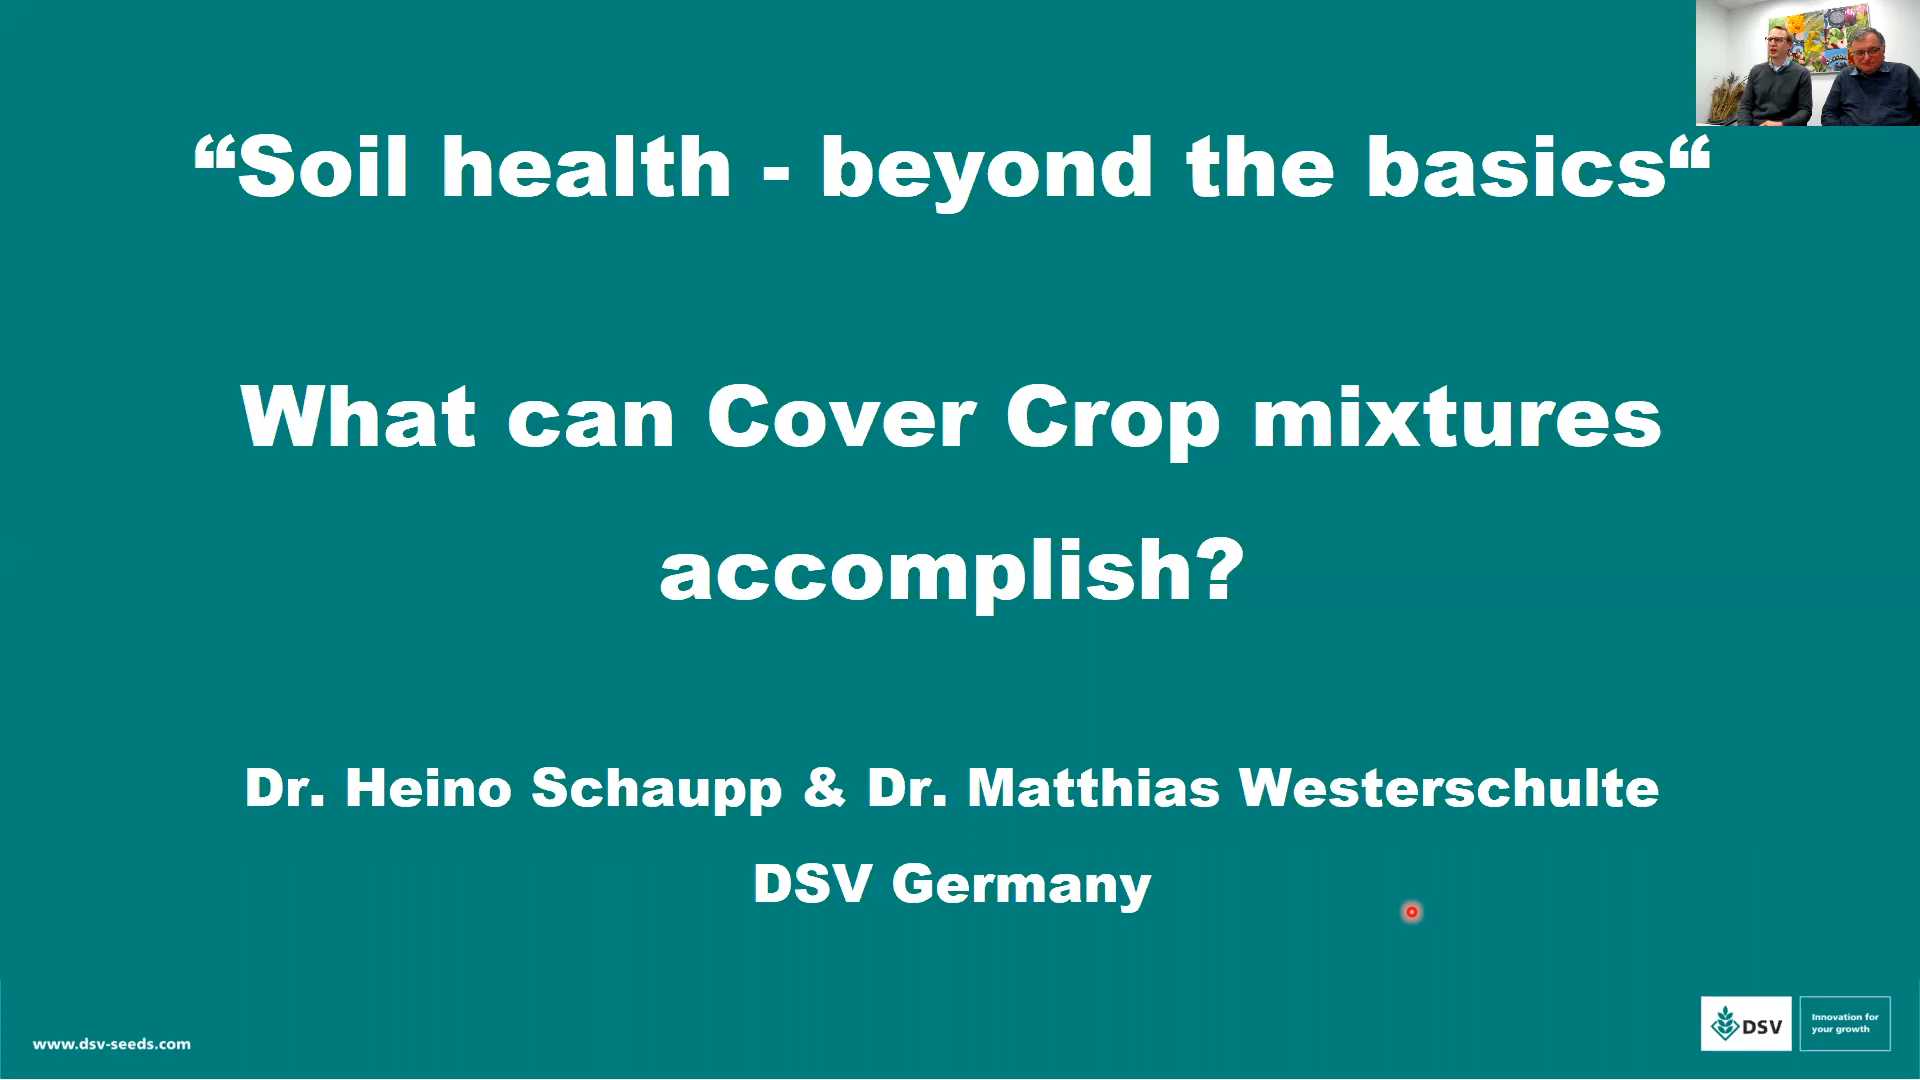 “Soil health - beyond the basics“
What can Cover Crop mixtures
accomplish?
Dr. Heino Schaupp & Dr. Matthias Westerschulte
DSV Germany
www.dsv-seeds.com
DSV
Innovation for
your growth